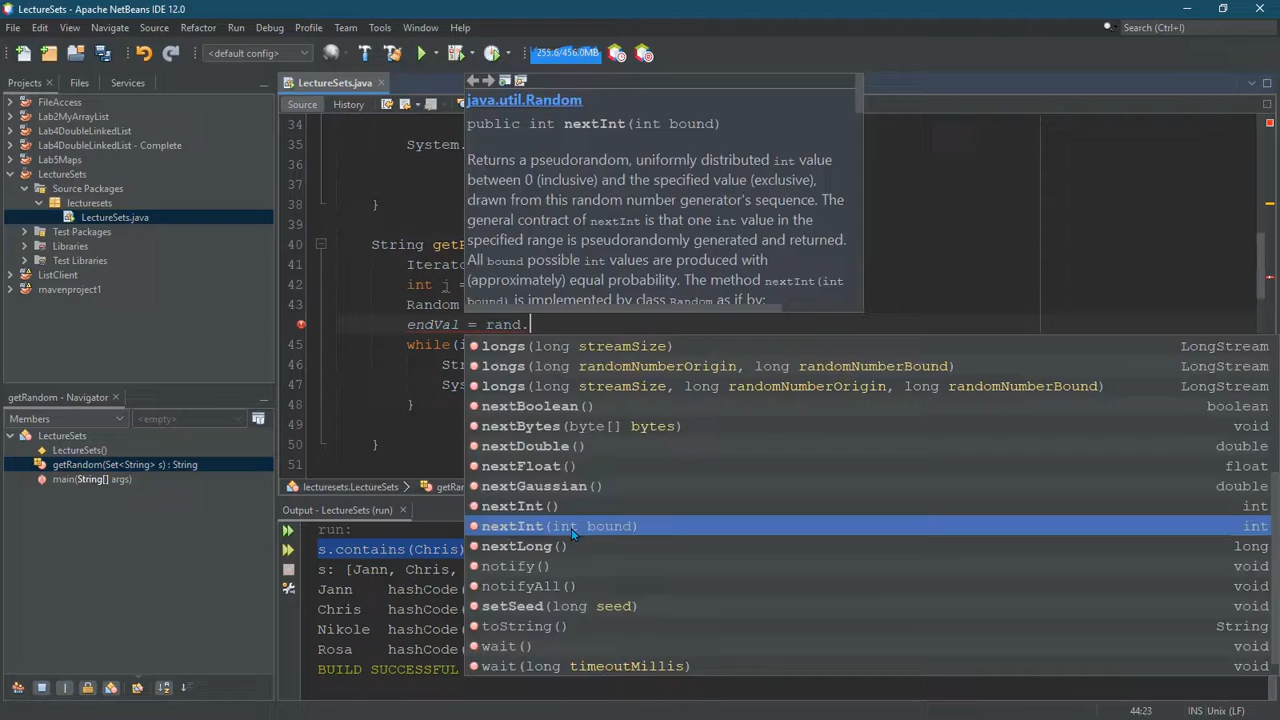 LectureSets - Apache NetBeans IDE 12.0
File Edit View Navigate Source Refactor Run Debug Profile Team Tools Window Help
Search (Ctrl+I)
<default config>
255.6/456.0MB
Projects Files Services
LectureSets.java
FileAccess
Lab2MyArrayList
Lab4DoubleLinkedList
Lab4DoubleLinkedList - Complete
Lab5Maps
LectureSets
Source Packages
lecturesets
LectureSets.java
Test Packages
Libraries
Test Libraries
ListClient
mavenproject1
Source History
34
35 System.
36
37
38 }
39
40 String getR
41 Iterato
42 int j =
43 Random
44 endVal = rand.
45 while(i
46 Str
47 Sys
48 }
49
50 }
51
java.util.Random
public int nextInt(int bound)
Returns a pseudorandom, uniformly distributed int value
between 0 (inclusive) and the specified value (exclusive),
drawn from this random number generator's sequence. The
general contract of nextInt is that one int value in the
specified range is pseudorandomly generated and returned.
All bound possible int values are produced with
(approximately) equal probability. The method nextInt(int
bound) is implemented by class Random as if by:
longs(long streamSize) LongStream
longs(long randomNumberOrigin, long randomNumberBound) LongStream
longs(long streamSize, long randomNumberOrigin, long randomNumberBound) LongStream
nextBoolean() boolean
nextBytes(byte[] bytes) void
nextDouble() double
nextFloat() float
nextGaussian() double
nextInt() int
nextInt(int bound) int
nextLong() long
notify() void
notifyAll() void
setSeed(long seed) void
toString() String
wait() void
wait(long timeoutMillis) void
getRandom - Navigator
Members <empty>
LectureSets
LectureSets()
getRandom(Set<String> s) : String
main(String[] args)
lecturesets.LectureSets
getR
Output - LectureSets (run)
run:
s.contains(Chris)
s: [Jann, Chris,
Jann hashCode(
Chris hashCode(
Nikole hashCode(
Rosa hashCode(
BUILD SUCCESSFUL
44:23 INS Unix (LF)